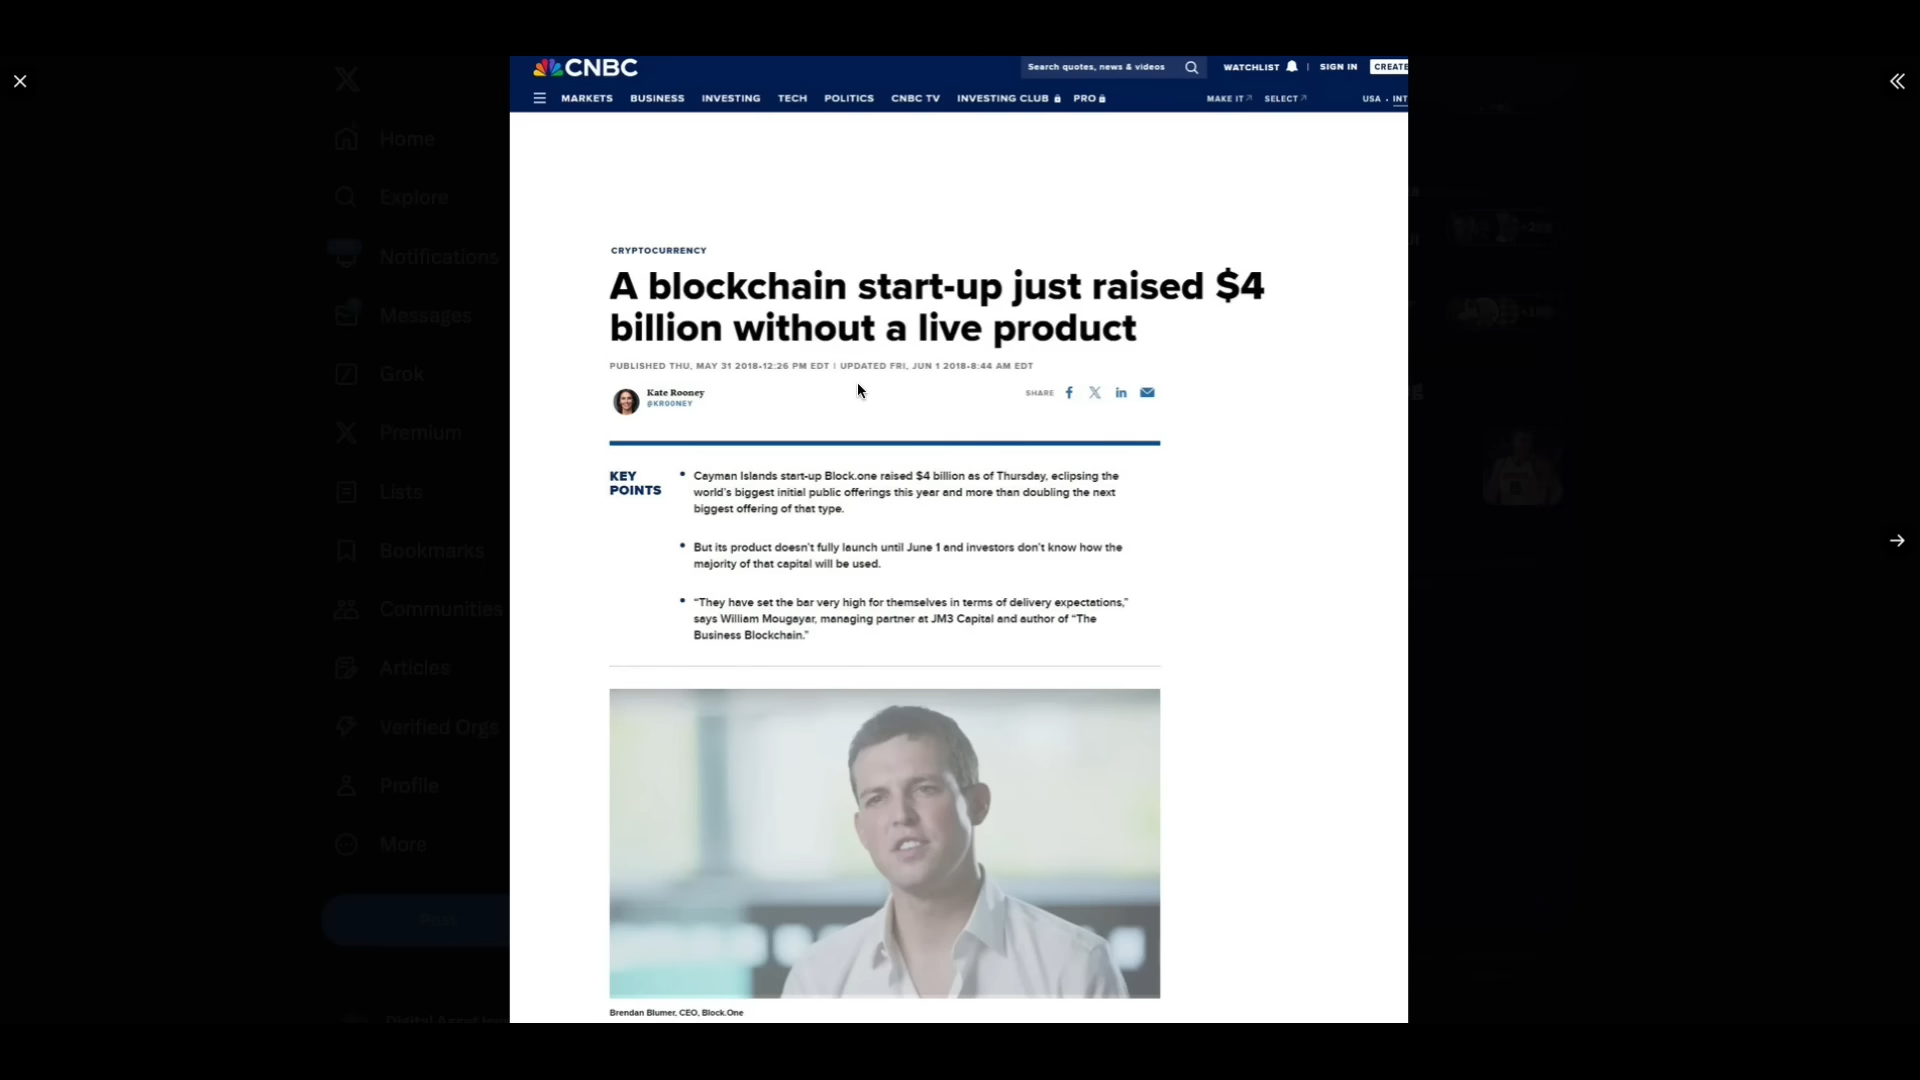 CNBC
Search quotes, news & videos
WATCHLIST
SIGN IN
CREATE
MARKETS BUSINESS INVESTING TECH POLITICS CNBC TV INVESTING CLUB PRO
MAKE IT SELECT
USA • INT
Home
Explore
Notifications
Messages
Grok
Premium
Lists
Bookmarks
Communities
Articles
Verified Orgs
Profile
More
Post
CRYPTOCURRENCY
A blockchain start-up just raised $4
billion without a live product
PUBLISHED THU, MAY 31 2018•12:26 PM EDT | UPDATED FRI, JUN 1 2018•8:44 AM EDT
Kate Rooney
@KROONEY
SHARE
KEY
POINTS
• Cayman Islands start-up Block.one raised $4 billion as of Thursday, eclipsing the
world's biggest initial public offerings this year and more than doubling the next
biggest offering of that type.
• But its product doesn't fully launch until June 1 and investors don't know how the
majority of that capital will be used.
• “They have set the bar very high for themselves in terms of delivery expectations,”
says William Mougayar, managing partner at JM3 Capital and author of “The
Business Blockchain.”
Brendan Blumer, CEO, Block.One